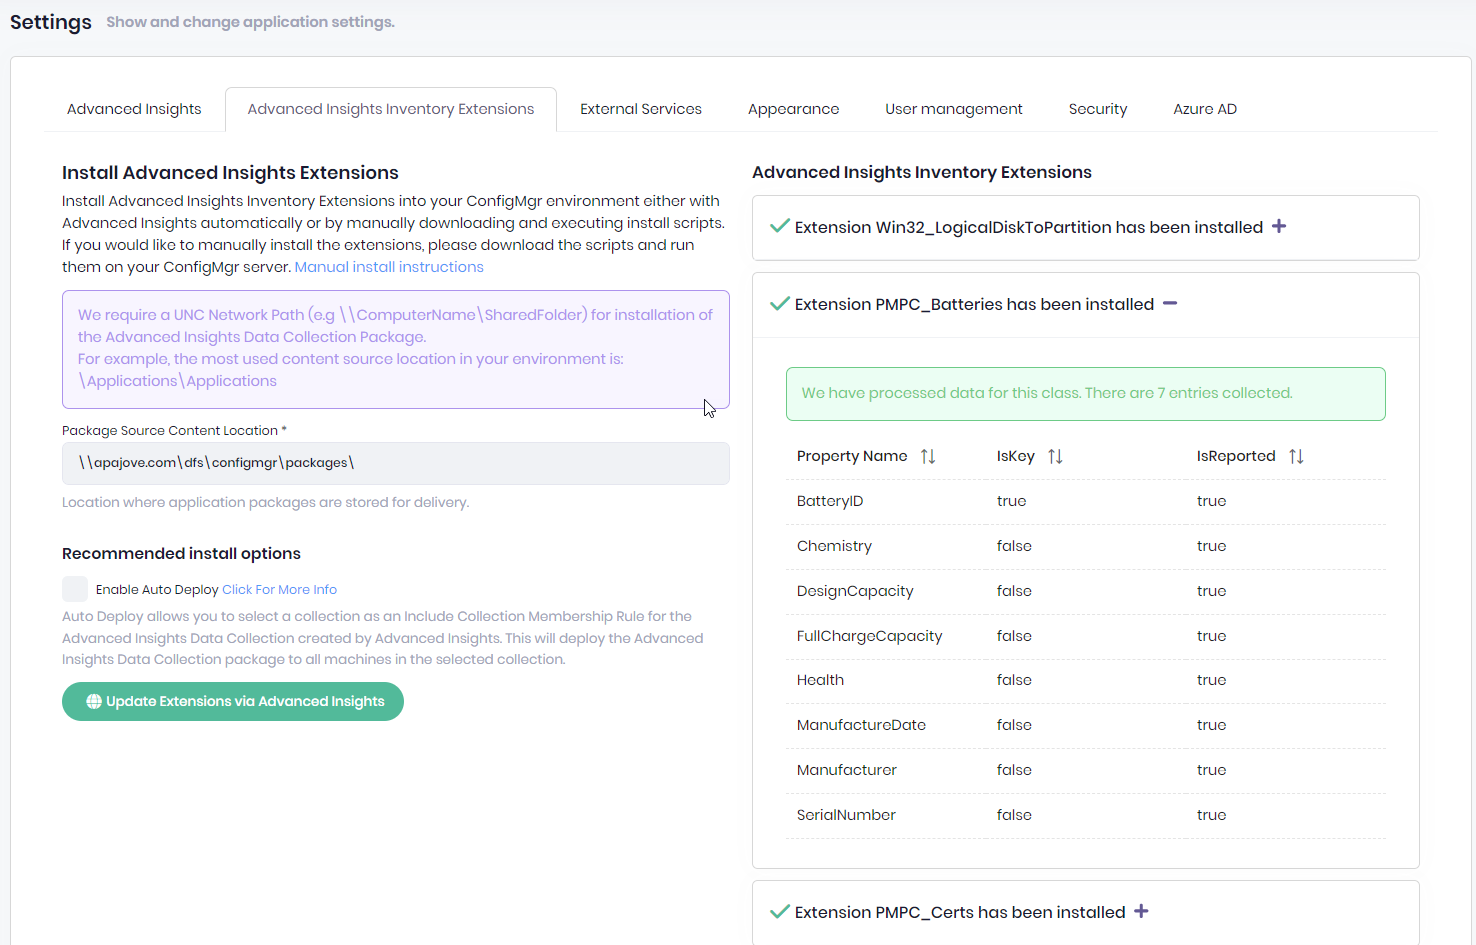 Settings Show and change application settings.
Advanced Insights Advanced Insights Inventory Extensions External Services Appearance User management Security Azure AD
Install Advanced Insights Extensions
Install Advanced Insights Inventory Extensions into your ConfigMgr environment either with
Advanced Insights automatically or by manually downloading and executing install scripts.
If you would like to manually install the extensions, please download the scripts and run
them on your ConfigMgr server. Manual install instructions
We require a UNC Network Path (e.g \\ComputerName\SharedFolder) for installation of
the Advanced Insights Data Collection Package.
For example, the most used content source location in your environment is:
\Applications\Applications
Package Source Content Location *
\\apajove.com\dfs\configmgr\packages\
Location where application packages are stored for delivery.
Recommended install options
Enable Auto Deploy Click For More Info
Auto Deploy allows you to select a collection as an Include Collection Membership Rule for the
Advanced Insights Data Collection created by Advanced Insights. This will deploy the Advanced
Insights Data Collection package to all machines in the selected collection.
Update Extensions via Advanced Insights
Advanced Insights Inventory Extensions
Extension Win32_LogicalDiskToPartition has been installed
Extension PMPC_Batteries has been installed
We have processed data for this class. There are 7 entries collected.
Property Name IsKey IsReported
BatteryID true true
Chemistry false true
DesignCapacity false true
FullChargeCapacity false true
Health false true
ManufactureDate false true
Manufacturer false true
SerialNumber false true
Extension PMPC_Certs has been installed